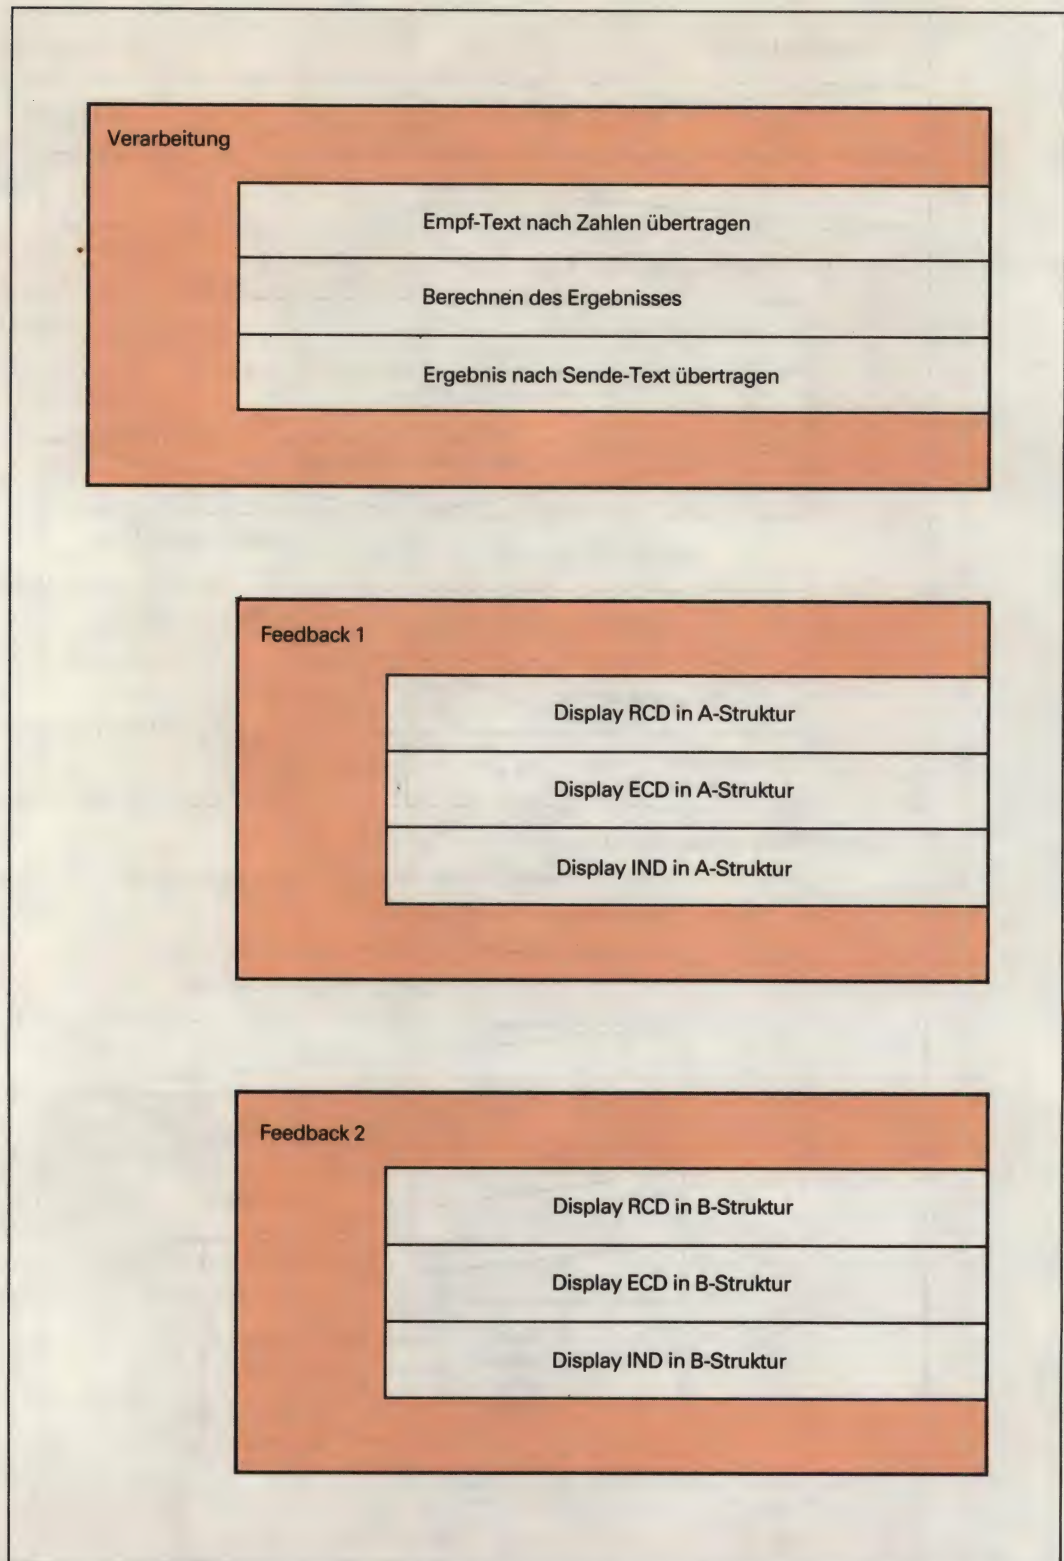 Verarbeitung
Empf-Text nach Zahlen übertragen
Berechnen des Ergebnisses
Ergebnis nach Sende-Text übertragen
Feedback 1
Display RCD in A-Struktur
Display ECD in A-Struktur
Display IND in A-Struktur
Feedback 2
Display RCD in B-Struktur
Display ECD in B-Struktur
Display IND in B-Struktur